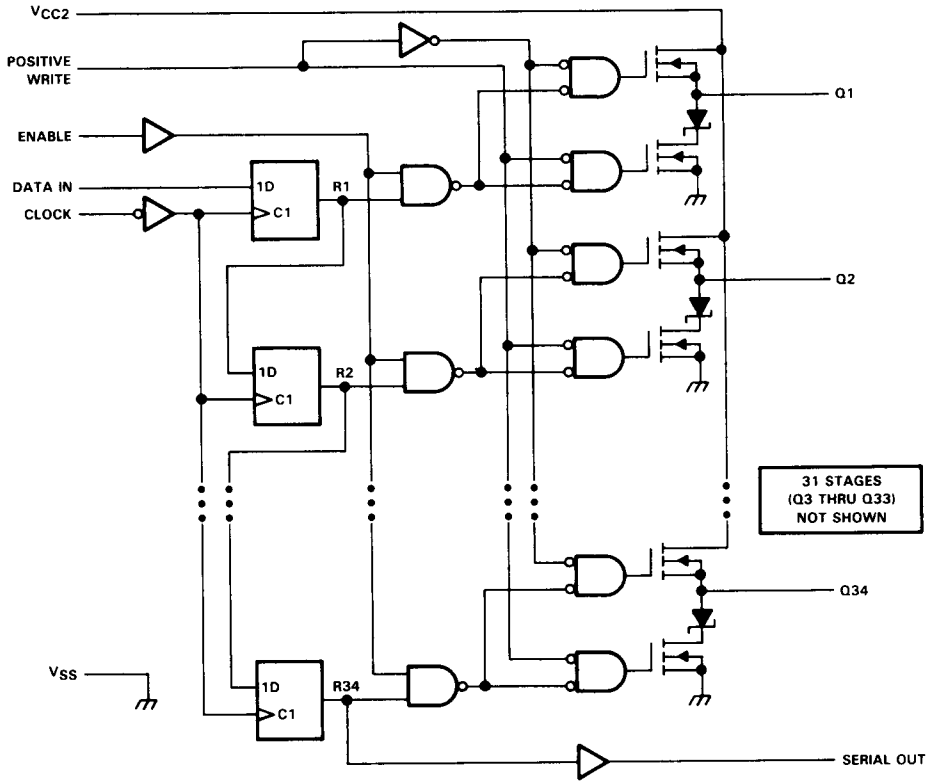 VCC2
POSITIVE
WRITE
Q1
ENABLE
DATA IN
1D
R1
CLOCK
C1
Q2
1D
R2
C1
31 STAGES
(Q3 THRU Q33)
NOT SHOWN
Q34
VSS
1D
R34
C1
SERIAL OUT